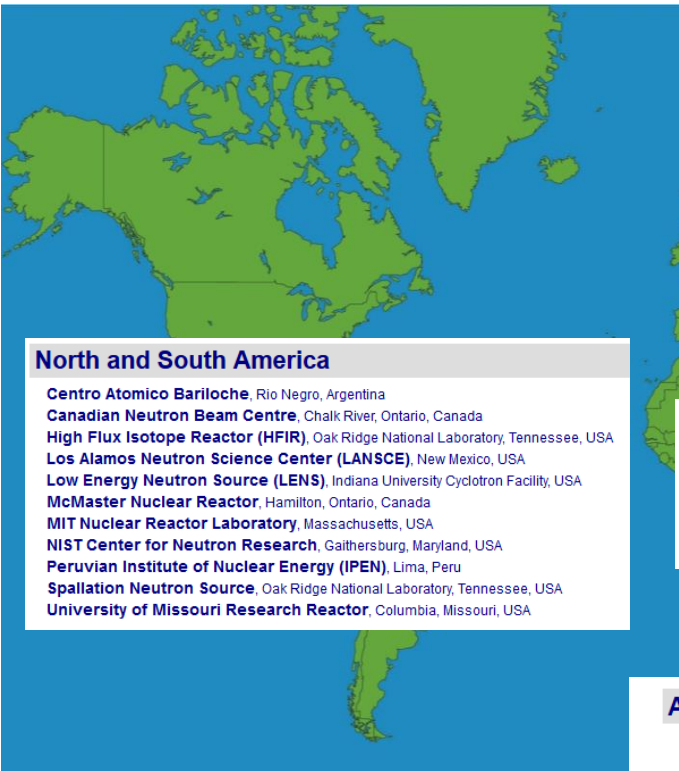 North and South America
Centro Atomico Bariloche, Rio Negro, Argentina
Canadian Neutron Beam Centre, Chalk River, Ontario, Canada
High Flux Isotope Reactor (HFIR), Oak Ridge National Laboratory, Tennessee, USA
Los Alamos Neutron Science Center (LANSCE), New Mexico, USA
Low Energy Neutron Source (LENS), Indiana University Cyclotron Facility, USA
McMaster Nuclear Reactor, Hamilton, Ontario, Canada
MIT Nuclear Reactor Laboratory, Massachusetts, USA
NIST Center for Neutron Research, Gaithersburg, Maryland, USA
Peruvian Institute of Nuclear Energy (IPEN), Lima, Peru
Spallation Neutron Source, Oak Ridge National Laboratory, Tennessee, USA
University of Missouri Research Reactor, Columbia, Missouri, USA